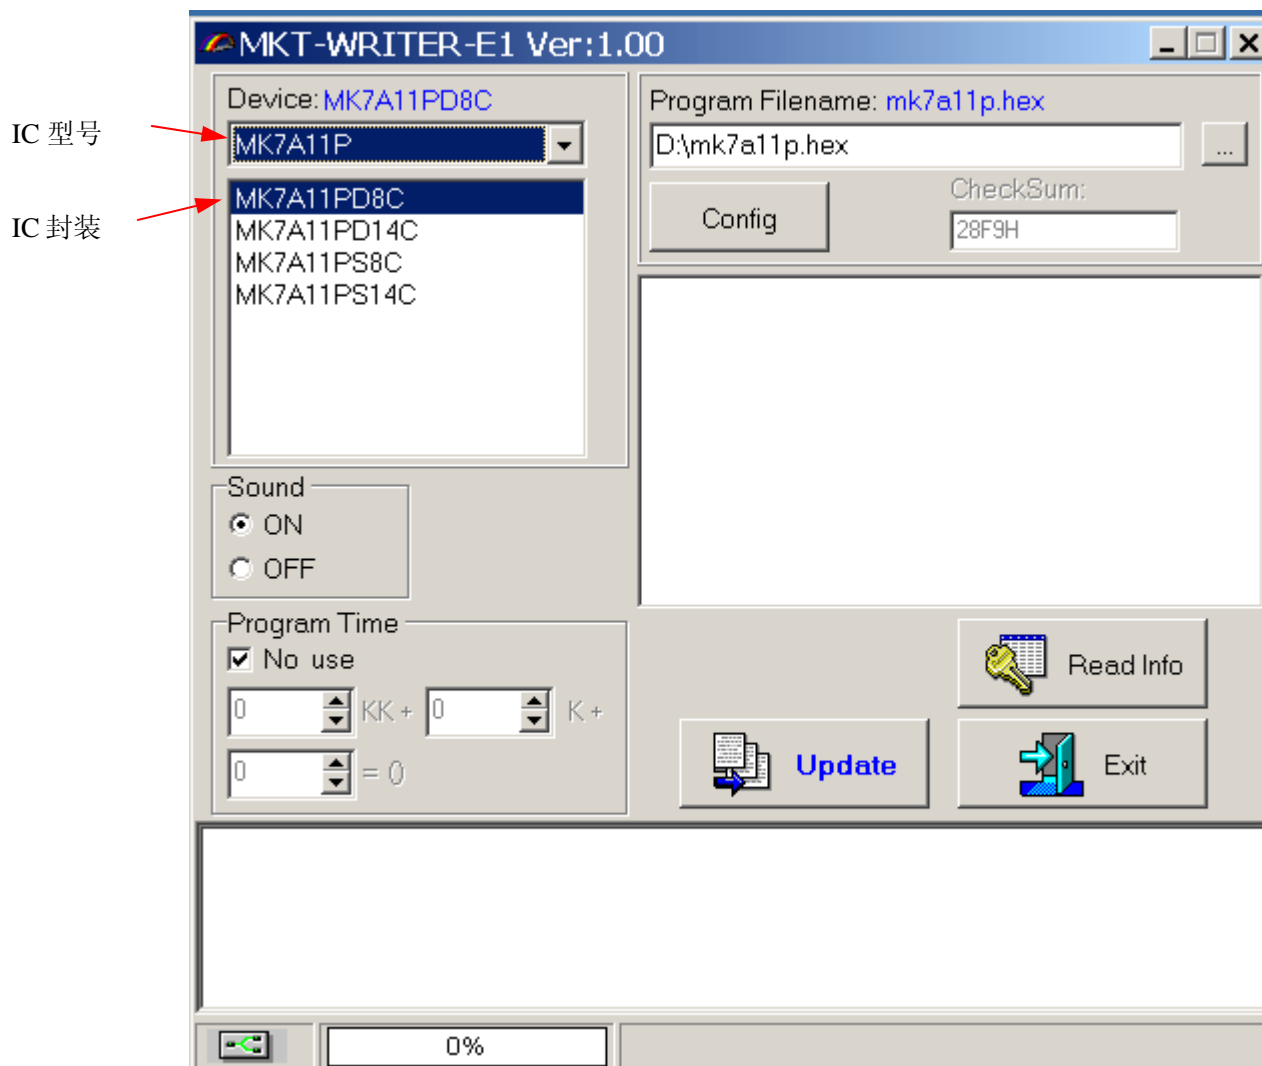 MKT-WRITER-E1 Ver:1.00
Device: MK7A11PD8C
IC 型号
MK7A11P
IC 封装
MK7A11PD8C
MK7A11PD14C
MK7A11PS8C
MK7A11PS14C
Program Filename: mk7a11p.hex
D:\mk7a11p.hex
...
Config
CheckSum:
28F9H
Sound
ON
OFF
Program Time
No use
0 KK + 0 K +
0 = 0
Read Info
Update
Exit
0%